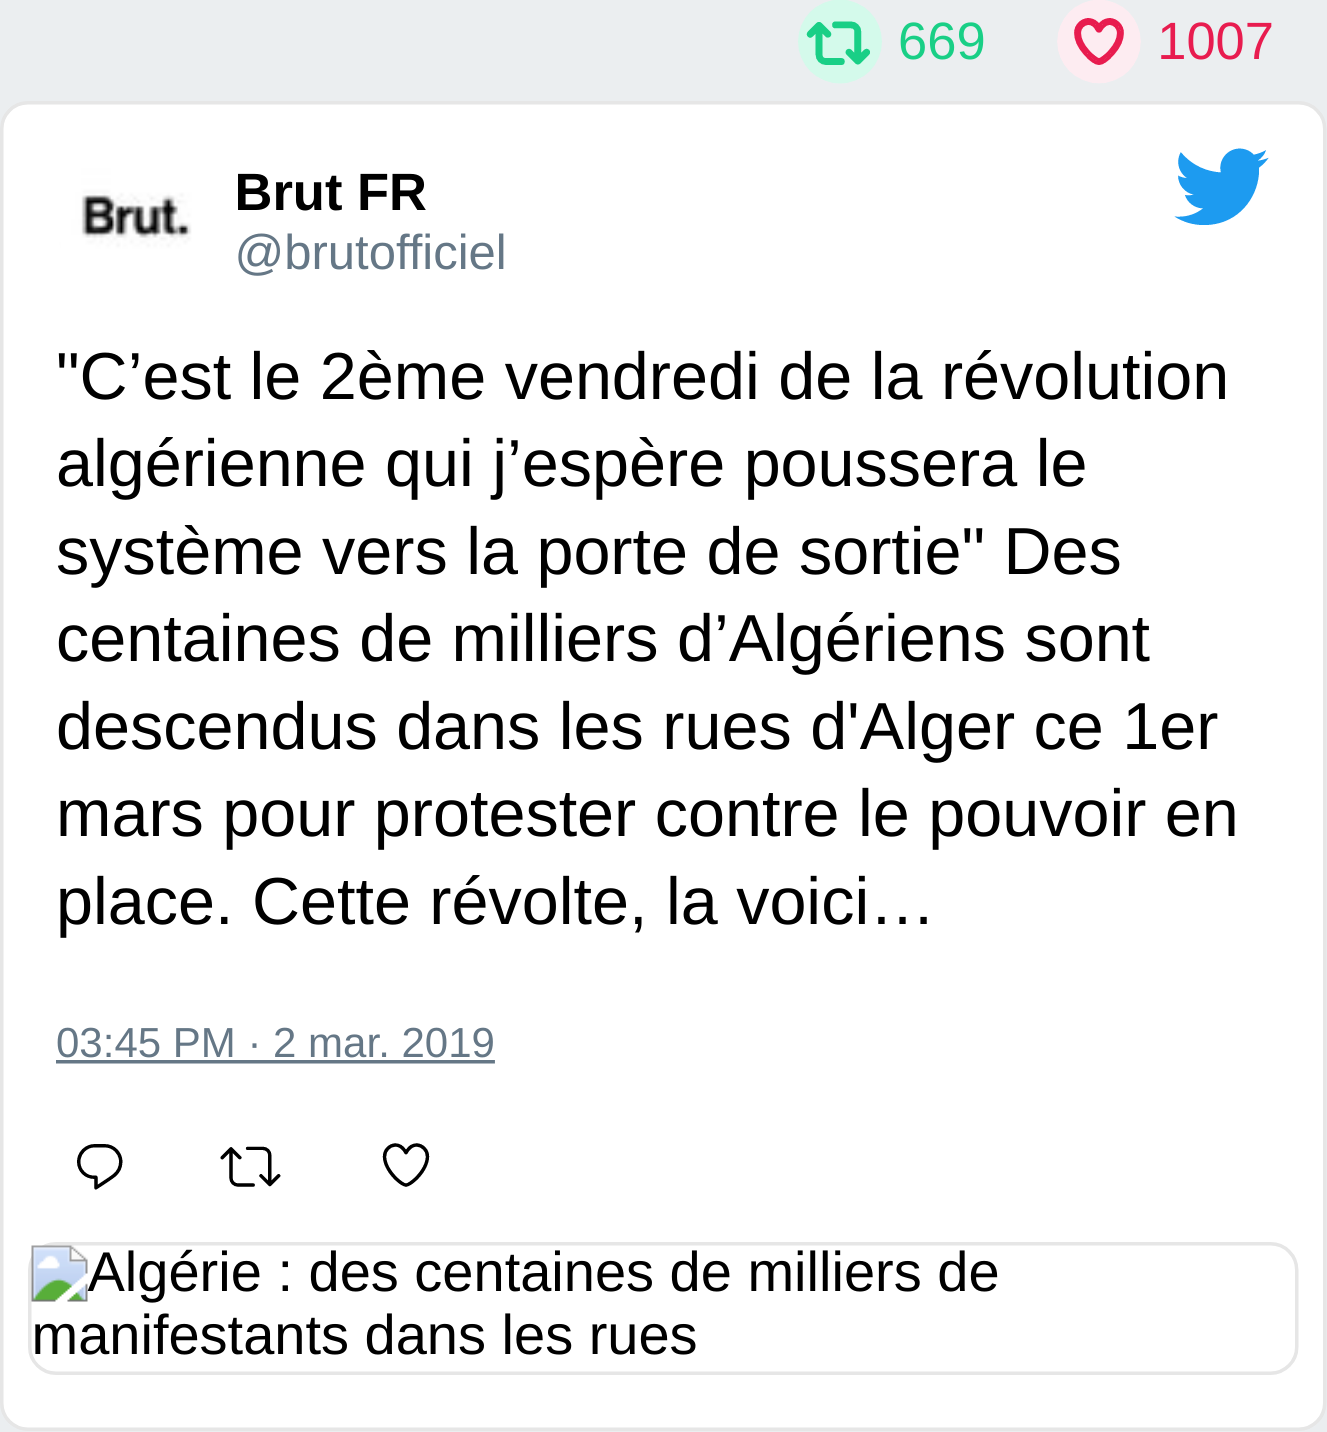 669 1007
Brut.
Brut FR
@brutofficiel
"C’est le 2ème vendredi de la révolution
algérienne qui j’espère poussera le
système vers la porte de sortie" Des
centaines de milliers d’Algériens sont
descendus dans les rues d'Alger ce 1er
mars pour protester contre le pouvoir en
place. Cette révolte, la voici…
03:45 PM · 2 mar. 2019
Algérie : des centaines de milliers de
manifestants dans les rues